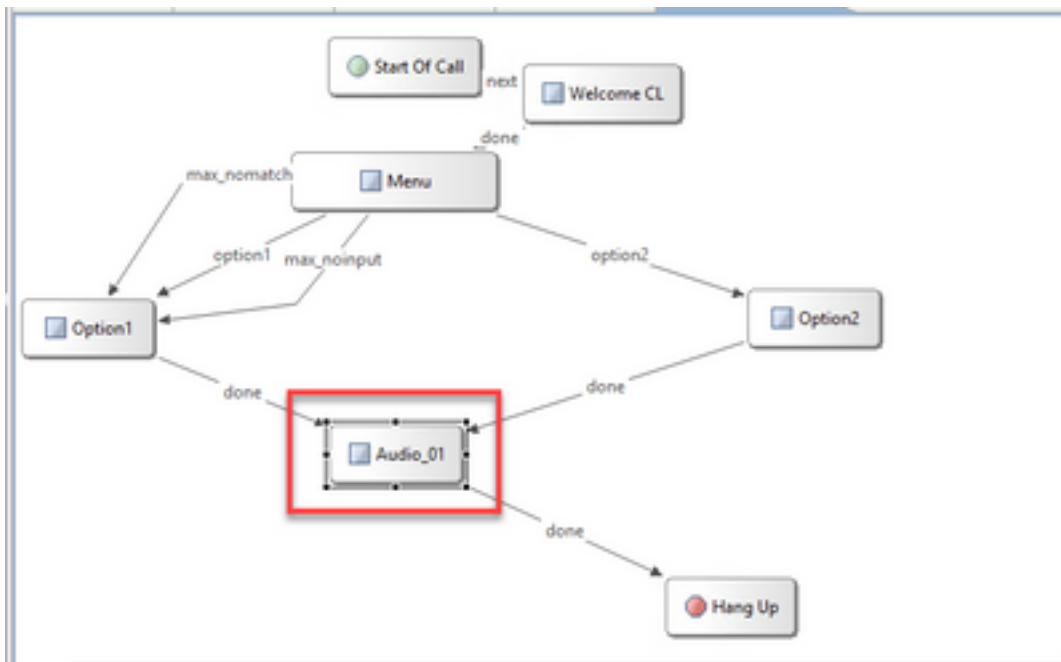 Start Of Call
next
Welcome CL
done
Menu
max_nomatch
option1
max_noinput
option2
Option1
Option2
done
done
Audio_01
done
Hang Up